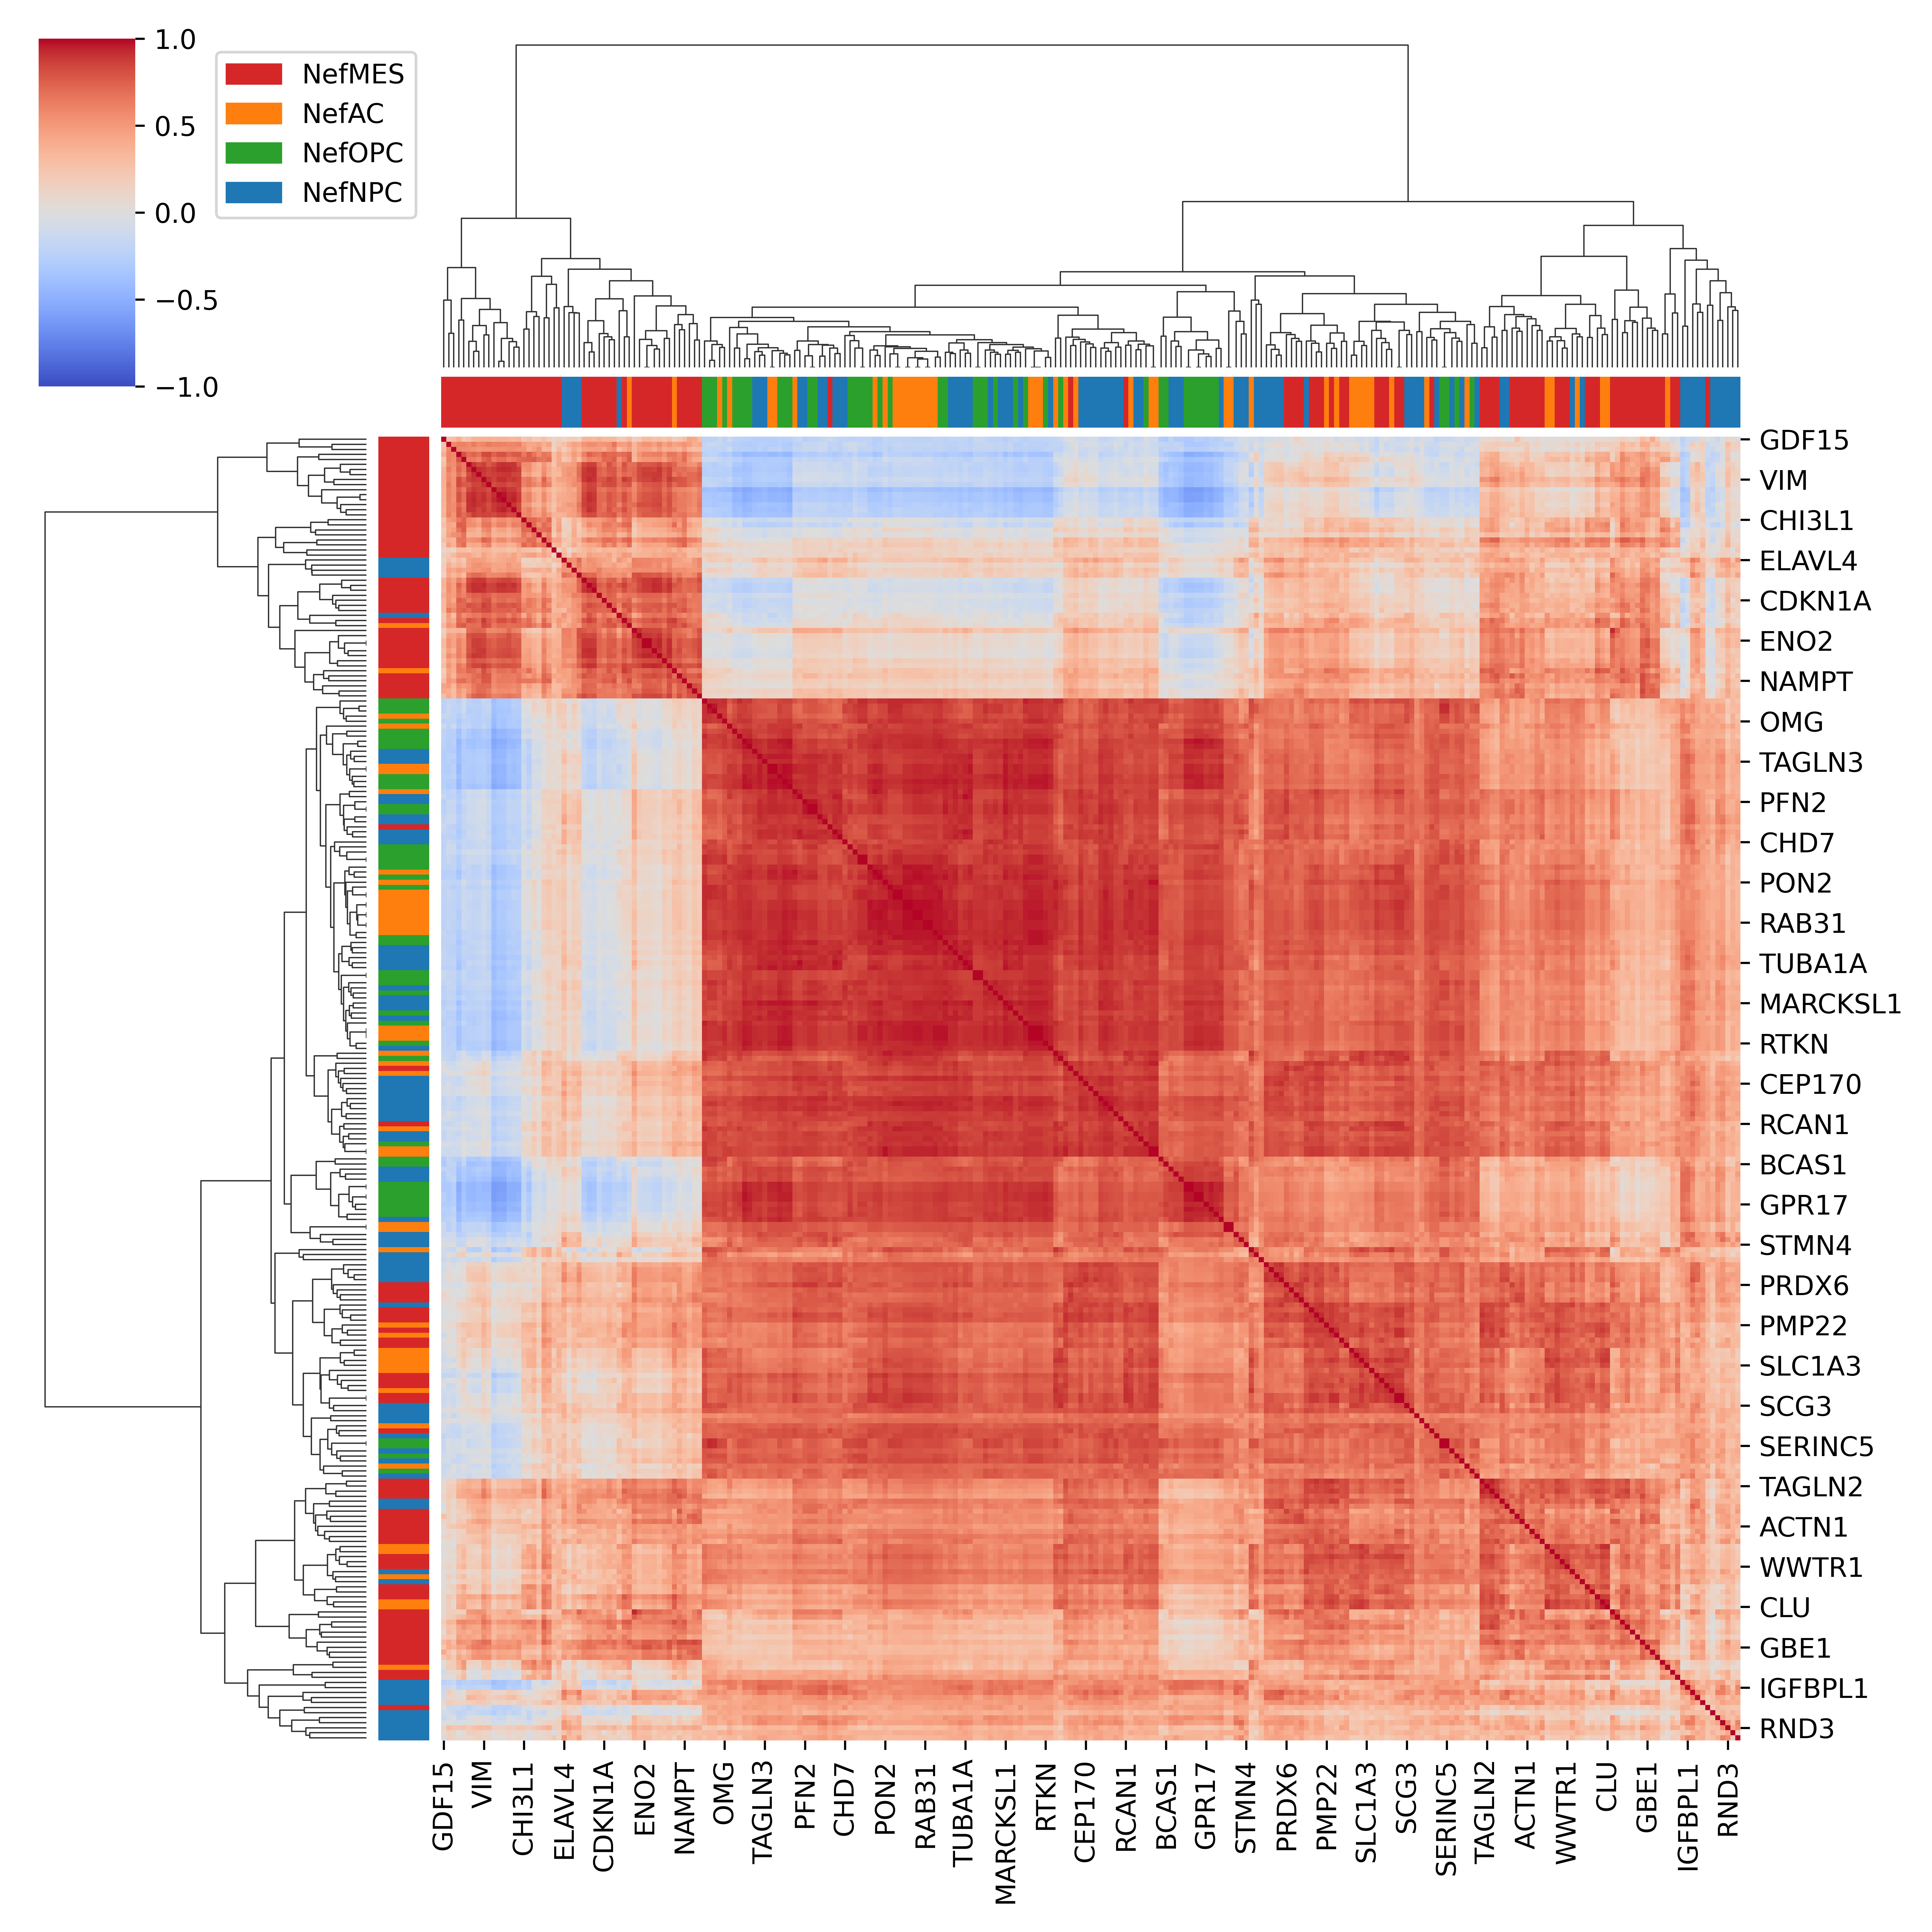 1.0
0.5
0.0
−0.5
−1.0
NefMES
NefAC
NefOPC
NefNPC
GDF15
VIM
CHI3L1
ELAVL4
CDKN1A
ENO2
NAMPT
OMG
TAGLN3
PFN2
CHD7
PON2
RAB31
TUBA1A
MARCKSL1
RTKN
CEP170
RCAN1
BCAS1
GPR17
STMN4
PRDX6
PMP22
SLC1A3
SCG3
SERINC5
TAGLN2
ACTN1
WWTR1
CLU
GBE1
IGFBPL1
RND3
GDF15
VIM
CHI3L1
ELAVL4
CDKN1A
ENO2
NAMPT
OMG
TAGLN3
PFN2
CHD7
PON2
RAB31
TUBA1A
MARCKSL1
RTKN
CEP170
RCAN1
BCAS1
GPR17
STMN4
PRDX6
PMP22
SLC1A3
SCG3
SERINC5
TAGLN2
ACTN1
WWTR1
CLU
GBE1
IGFBPL1
RND3